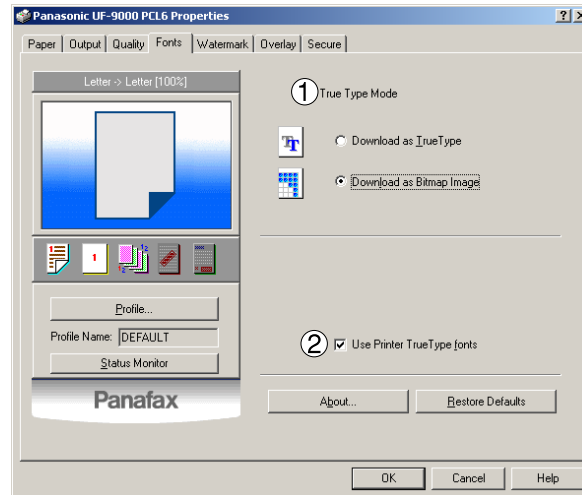 Panasonic UF-9000 PCL6 Properties
Paper Output Quality Fonts Watermark Overlay Secure
Letter -> Letter [100%]
1 True Type Mode
Download as TrueType
Download as Bitmap Image
Profile...
Profile Name: DEFAULT
Status Monitor
2 Use Printer TrueType fonts
Panafax
About...
Restore Defaults
OK Cancel Help